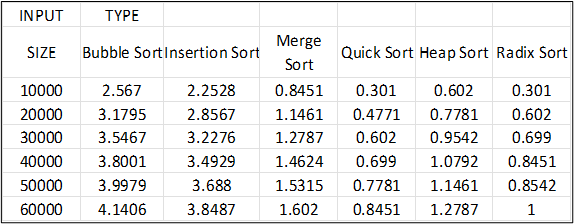 INPUT TYPE
SIZE Bubble Sort Insertion Sort Merge Sort Quick Sort Heap Sort Radix Sort
10000 2.567 2.2528 0.8451 0.301 0.602 0.301
20000 3.1795 2.8567 1.1461 0.4771 0.7781 0.602
30000 3.5467 3.2276 1.2787 0.602 0.9542 0.699
40000 3.8001 3.4929 1.4624 0.699 1.0792 0.8451
50000 3.9979 3.688 1.5315 0.7781 1.1461 0.8542
60000 4.1406 3.8487 1.602 0.8451 1.2787 1